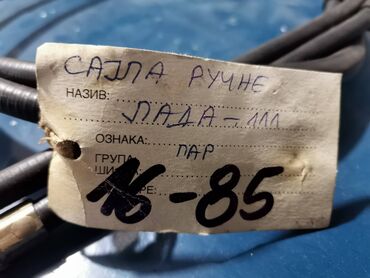 САЈЛА РУЧНЕ
НАЗИВ:
ЛАДА-111
ОЗНАКА:
ПАР
ГРУПА
16-85